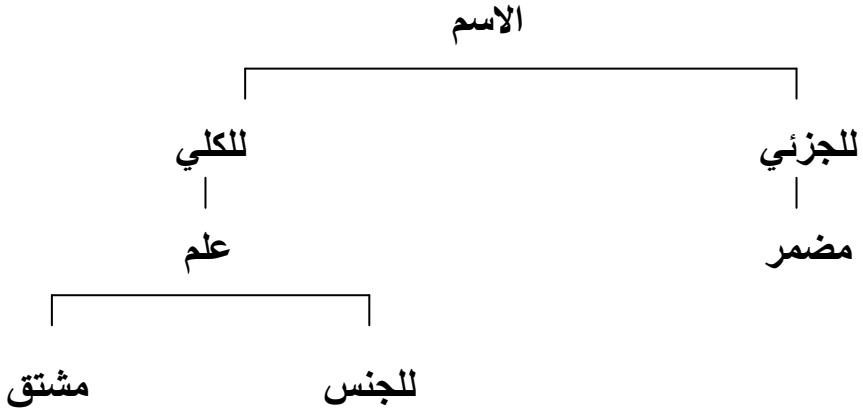 الاسم
للجزئي للكلي
مضمر علم
للجنس مشتق